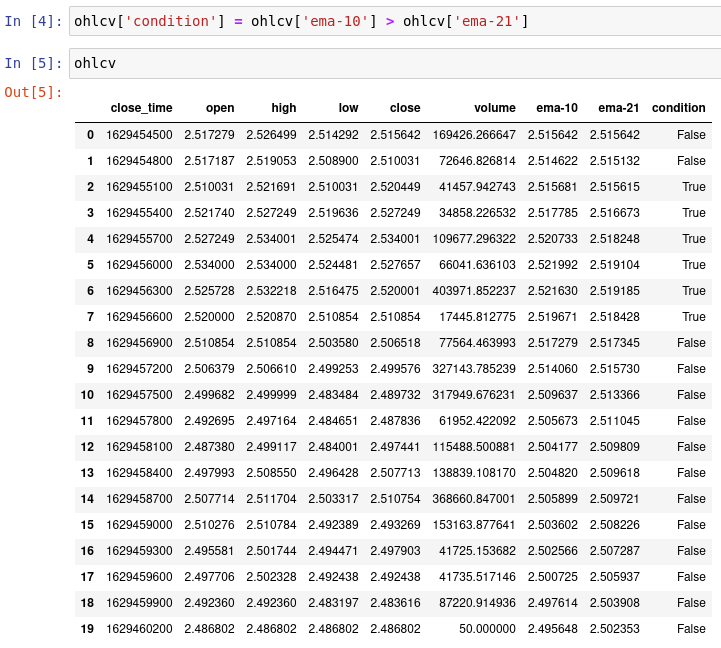 In [4]: ohlcv['condition'] = ohlcv['ema-10'] > ohlcv['ema-21']
In [5]: ohlcv
Out[5]:
close_time open high low close volume ema-10 ema-21 condition
0 1629454500 2.517279 2.526499 2.514292 2.515642 169426.266647 2.515642 2.515642 False
1 1629454800 2.517187 2.519053 2.508900 2.510031 72646.826814 2.514622 2.515132 False
2 1629455100 2.510031 2.521691 2.510031 2.520449 41457.942743 2.515681 2.515615 True
3 1629455400 2.521740 2.527249 2.519636 2.527249 34858.226532 2.517785 2.516673 True
4 1629455700 2.527249 2.534001 2.525474 2.534001 109677.296322 2.520733 2.518248 True
5 1629456000 2.534000 2.534000 2.524481 2.527657 66041.636103 2.521992 2.519104 True
6 1629456300 2.525728 2.532218 2.516475 2.520001 403971.852237 2.521630 2.519185 True
7 1629456600 2.520000 2.520870 2.510854 2.510854 17445.812775 2.519671 2.518428 True
8 1629456900 2.510854 2.510854 2.503580 2.506518 77564.463993 2.517279 2.517345 False
9 1629457200 2.506379 2.506610 2.499253 2.499576 327143.785239 2.514060 2.515730 False
10 1629457500 2.499682 2.499999 2.483484 2.489732 317949.676231 2.509637 2.513366 False
11 1629457800 2.492695 2.497164 2.484651 2.487836 61952.422092 2.505673 2.511045 False
12 1629458100 2.487380 2.499117 2.484001 2.497441 115488.500881 2.504177 2.509809 False
13 1629458400 2.497993 2.508550 2.496428 2.507713 138839.108170 2.504820 2.509618 False
14 1629458700 2.507714 2.511704 2.503317 2.510754 368660.847001 2.505899 2.509721 False
15 1629459000 2.510276 2.510784 2.492389 2.493269 153163.877641 2.503602 2.508226 False
16 1629459300 2.495581 2.501744 2.494471 2.497903 41725.153682 2.502566 2.507287 False
17 1629459600 2.497706 2.502328 2.492438 2.492438 41735.517146 2.500725 2.505937 False
18 1629459900 2.492360 2.492360 2.483197 2.483616 87220.914936 2.497614 2.503908 False
19 1629460200 2.486802 2.486802 2.486802 2.486802 50.000000 2.495648 2.502353 False